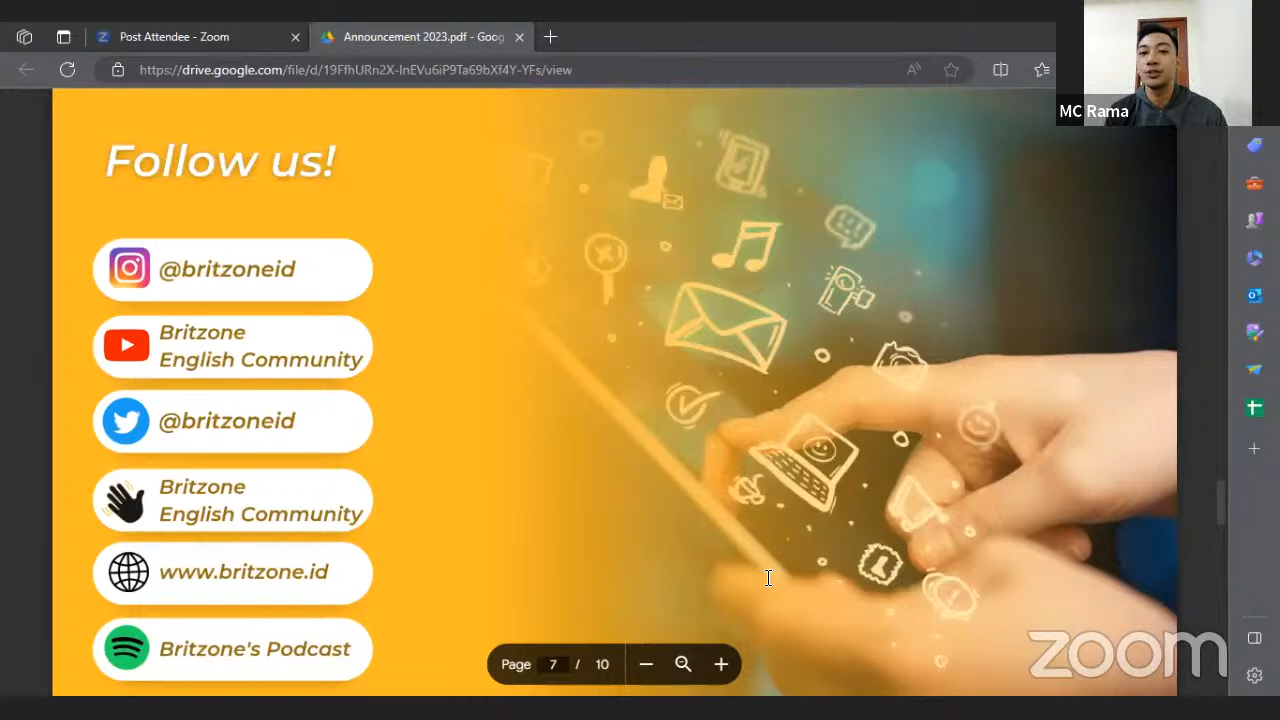 Post Attendee - Zoom
Announcement 2023.pdf - Goog
https://drive.google.com/file/d/19FfhURn2X-InEVu6iP9Ta69bXf4Y-YFs/view
MC Rama
Follow us!
@britzoneid
Britzone
English Community
@britzoneid
Britzone
English Community
www.britzone.id
Britzone's Podcast
Page 7 / 10
zoom